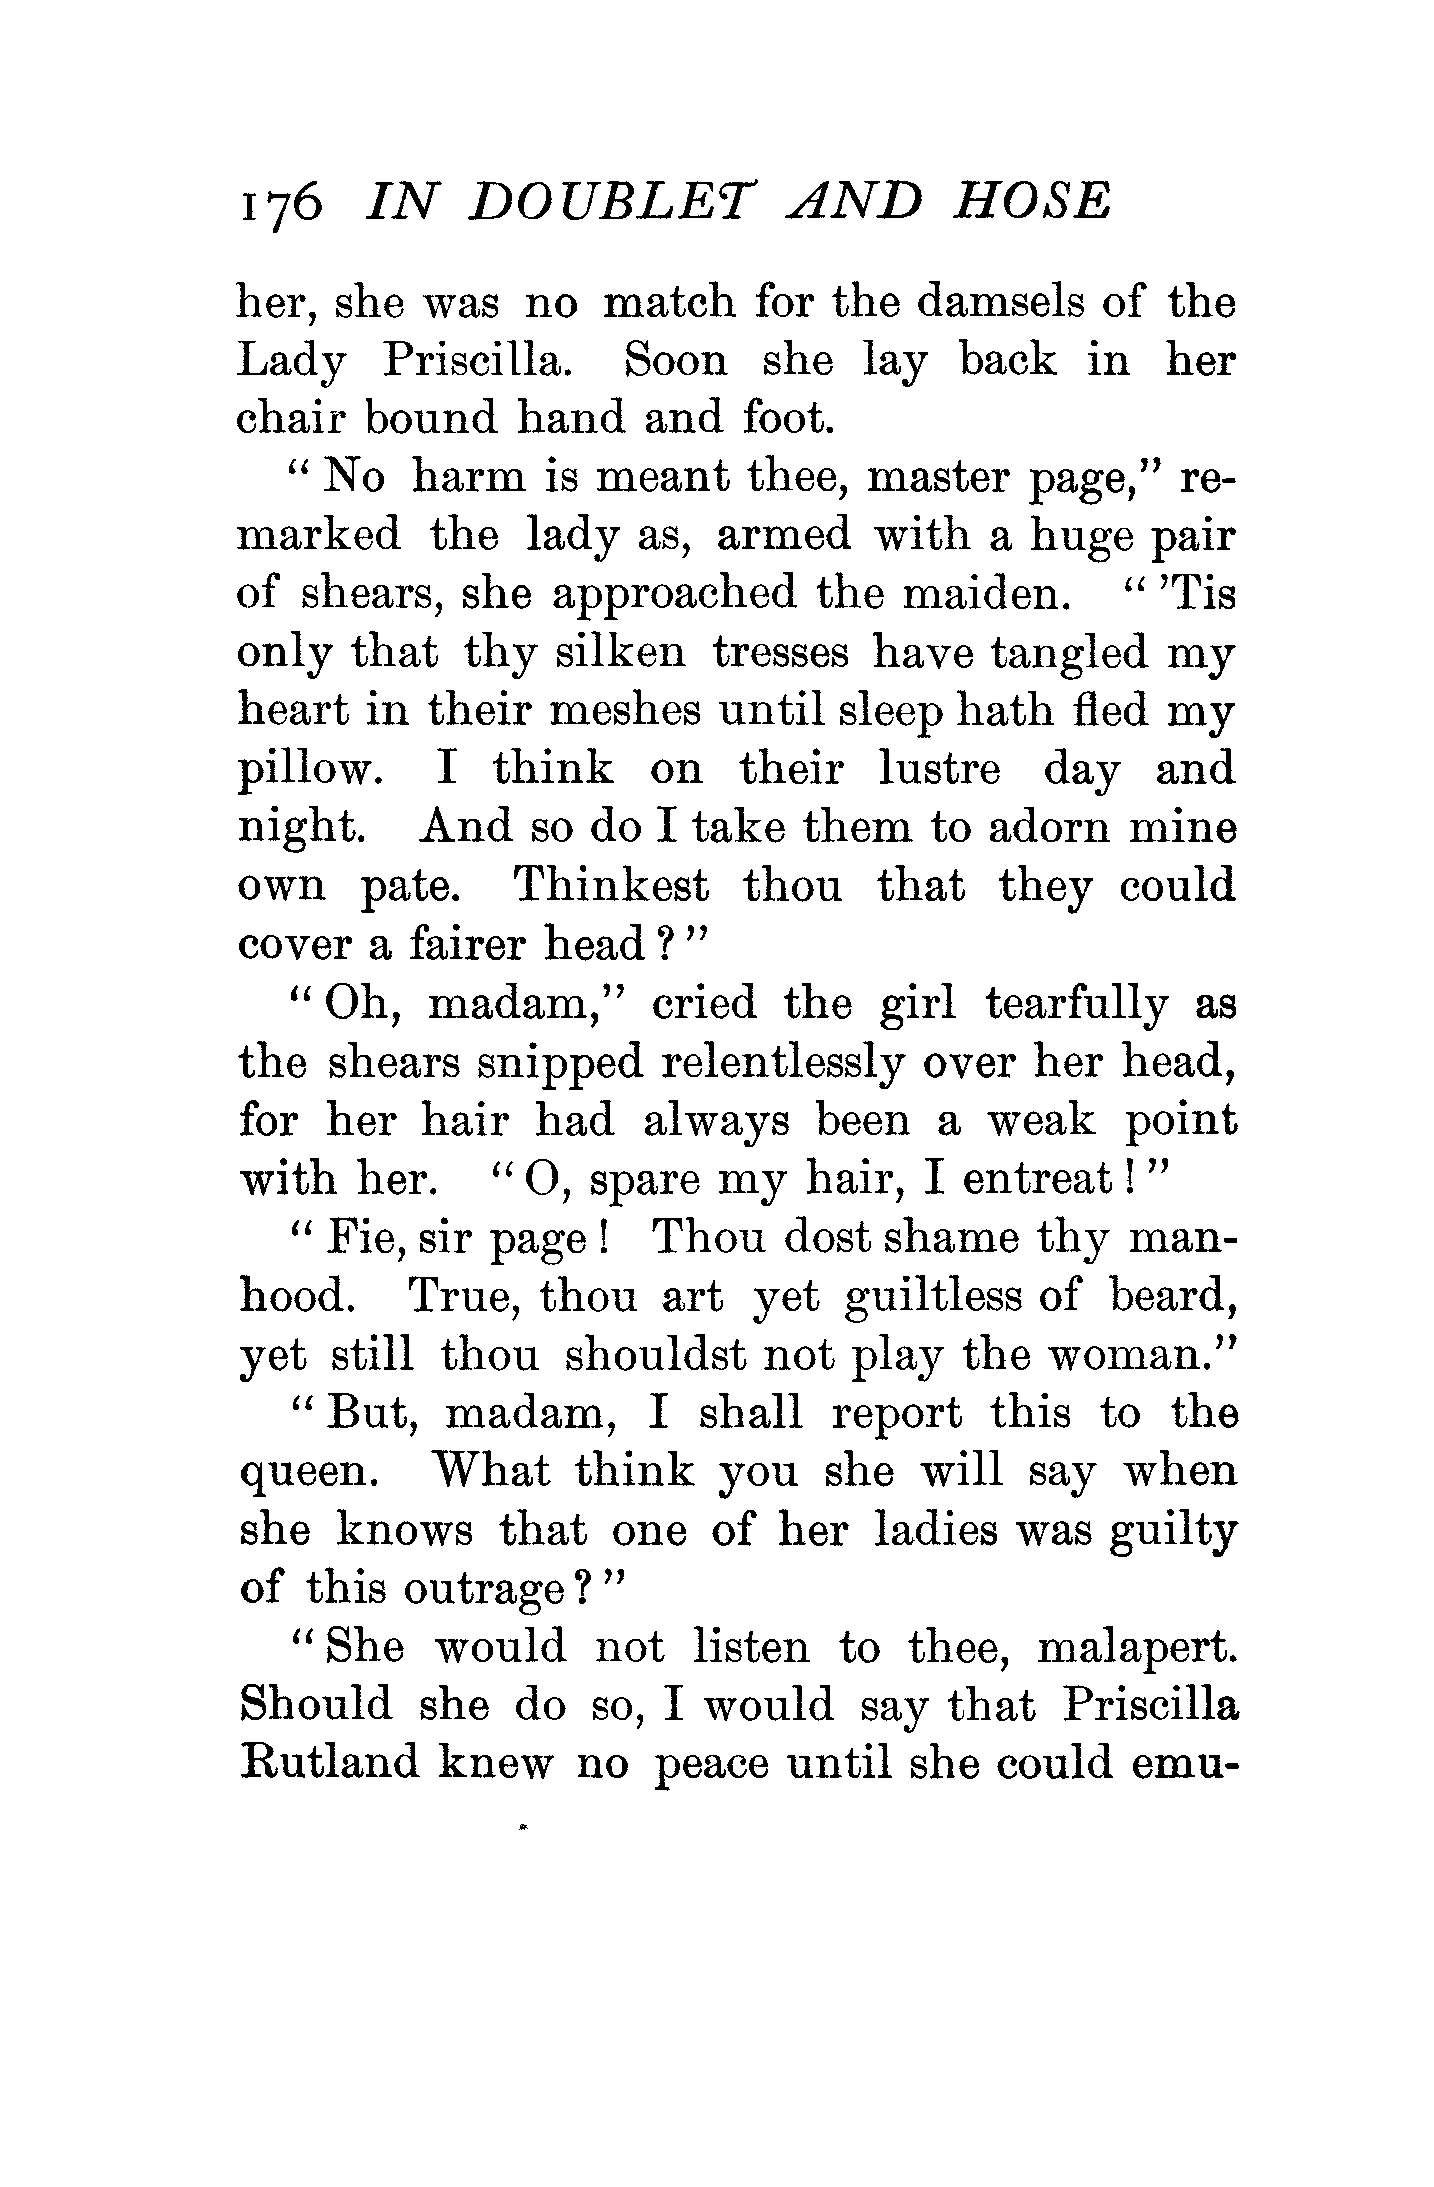 176 IN DOUBLET AND HOSE
her, she was no match for the damsels of the
Lady Priscilla. Soon she lay back in her
chair bound hand and foot.
“ No harm is meant thee, master page,” re-
marked the lady as, armed with a huge pair
of shears, she approached the maiden. “ ’Tis
only that thy silken tresses have tangled my
heart in their meshes until sleep hath fled my
pillow. I think on their lustre day and
night. And so do I take them to adorn mine
own pate. Thinkest thou that they could
cover a fairer head ? ”
“ Oh, madam,” cried the girl tearfully as
the shears snipped relentlessly over her head,
for her hair had always been a weak point
with her. “ O, spare my hair, I entreat ! ”
“ Fie, sir page ! Thou dost shame thy man-
hood. True, thou art yet guiltless of beard,
yet still thou shouldst not play the woman.”
“ But, madam, I shall report this to the
queen. What think you she will say when
she knows that one of her ladies was guilty
of this outrage ? ”
“ She would not listen to thee, malapert.
Should she do so, I would say that Priscilla
Rutland knew no peace until she could emu-